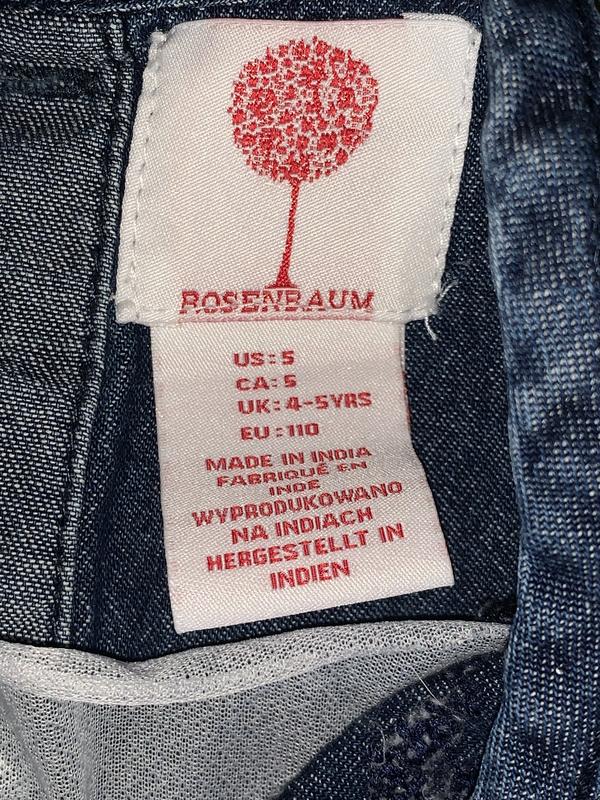 ROSENBAUM
US: 5
CA: 5
UK: 4-5YRS
EU: 110
MADE IN INDIA
FABRIQUÉ EN
INDE
WYPRODUKOWANO
NA INDIACH
HERGESTELLT IN
INDIEN